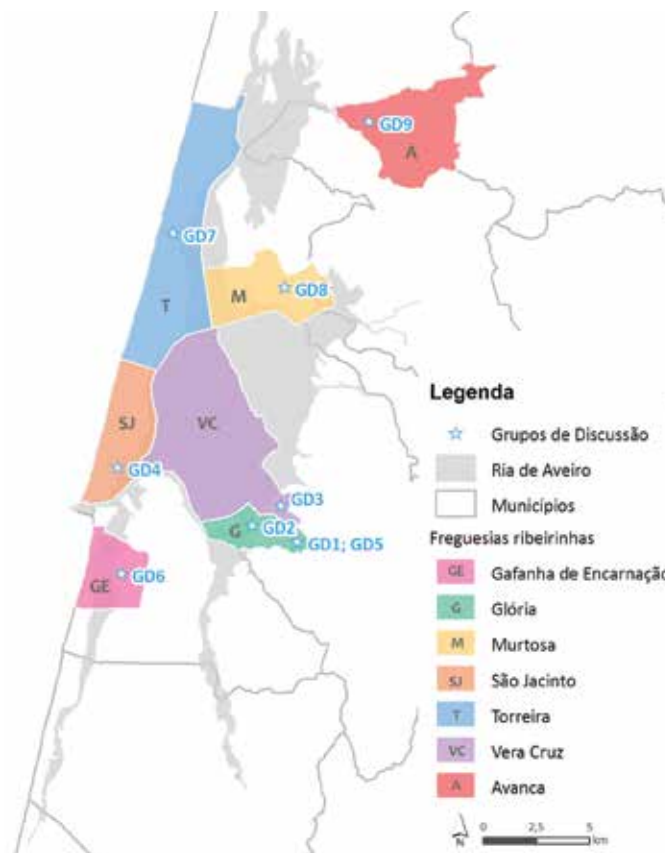 GD9
A
GD7
T
M
GD8
SJ
VC
GD4
GD3
G
GD2
GD1; GD5
GE
GD6
Legenda
Grupos de Discussão
Ria de Aveiro
Municípios
Freguesias ribeirinhas
GE Gafanha de Encarnação
G Glória
M Murtosa
SJ São Jacinto
T Torreira
VC Vera Cruz
A Avanca
N
0 2,5 5
km